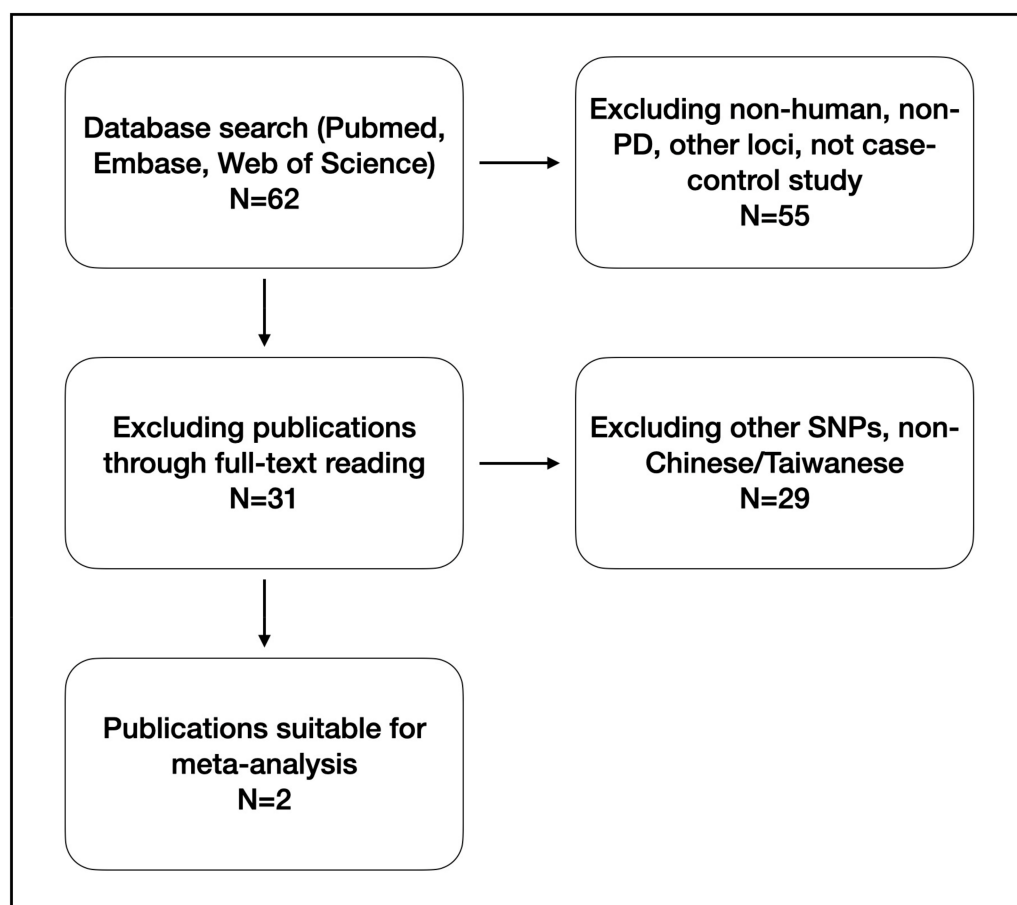 Database search (Pubmed,
Embase, Web of Science)
N=62
Excluding non-human, non-
PD, other loci, not case-
control study
N=55
Excluding publications
through full-text reading
N=31
Excluding other SNPs, non-
Chinese/Taiwanese
N=29
Publications suitable for
meta-analysis
N=2